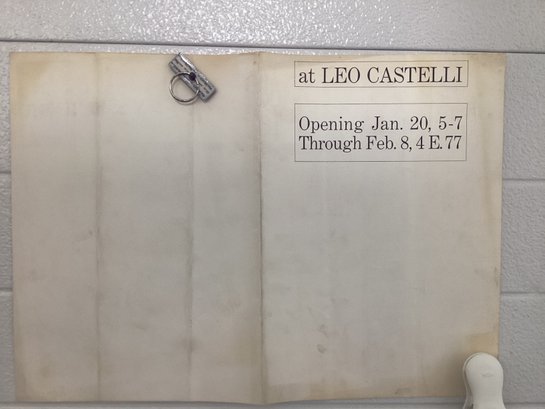 at LEO CASTELLI
Opening Jan. 20, 5-7
Through Feb. 8, 4 E. 77